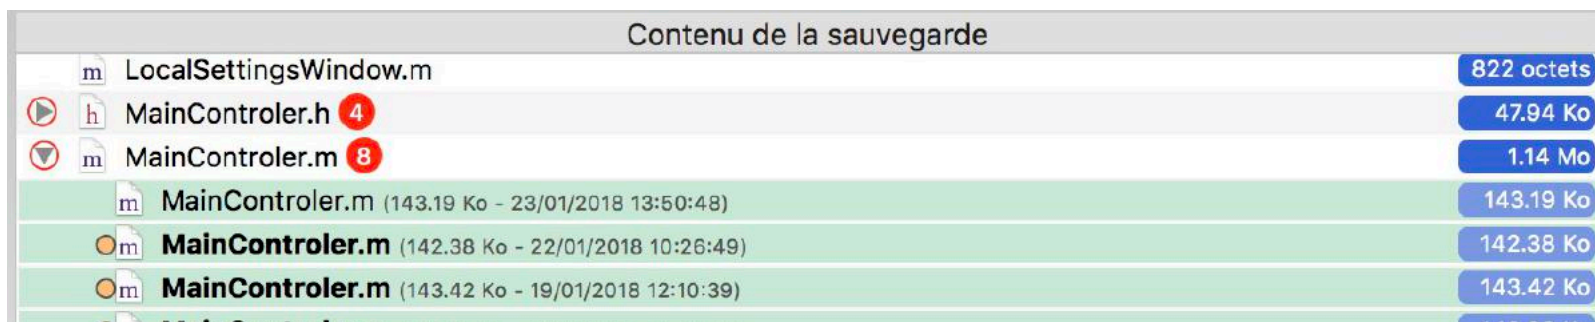 Contenu de la sauvegarde
m LocalSettingsWindow.m 822 octets
h MainControler.h 4 47.94 Ko
m MainControler.m 8 1.14 Mo
m MainControler.m (143.19 Ko - 23/01/2018 13:50:48) 143.19 Ko
m MainControler.m (142.38 Ko - 22/01/2018 10:26:49) 142.38 Ko
m MainControler.m (143.42 Ko - 19/01/2018 12:10:39) 143.42 Ko